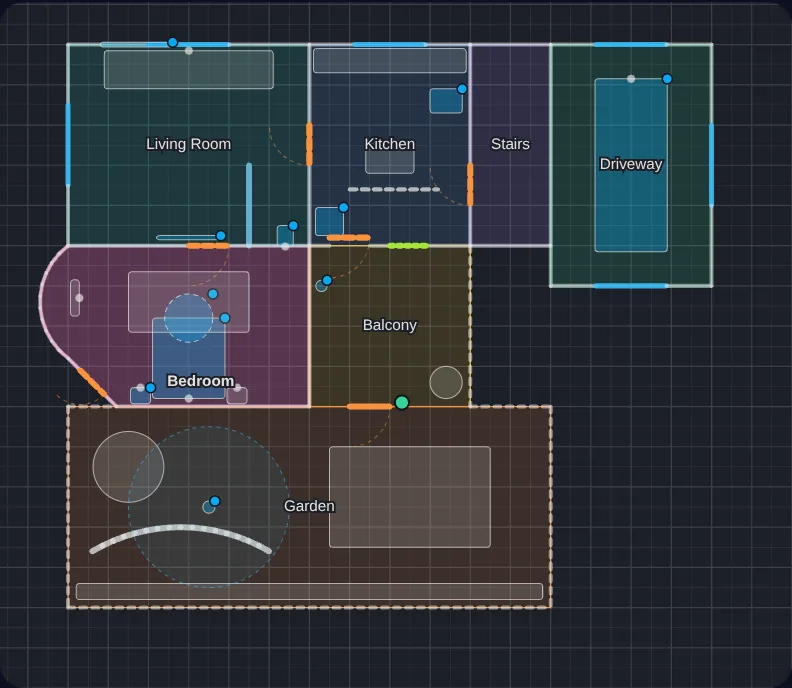 Living Room
Kitchen
Stairs
Driveway
Balcony
Bedroom
Garden